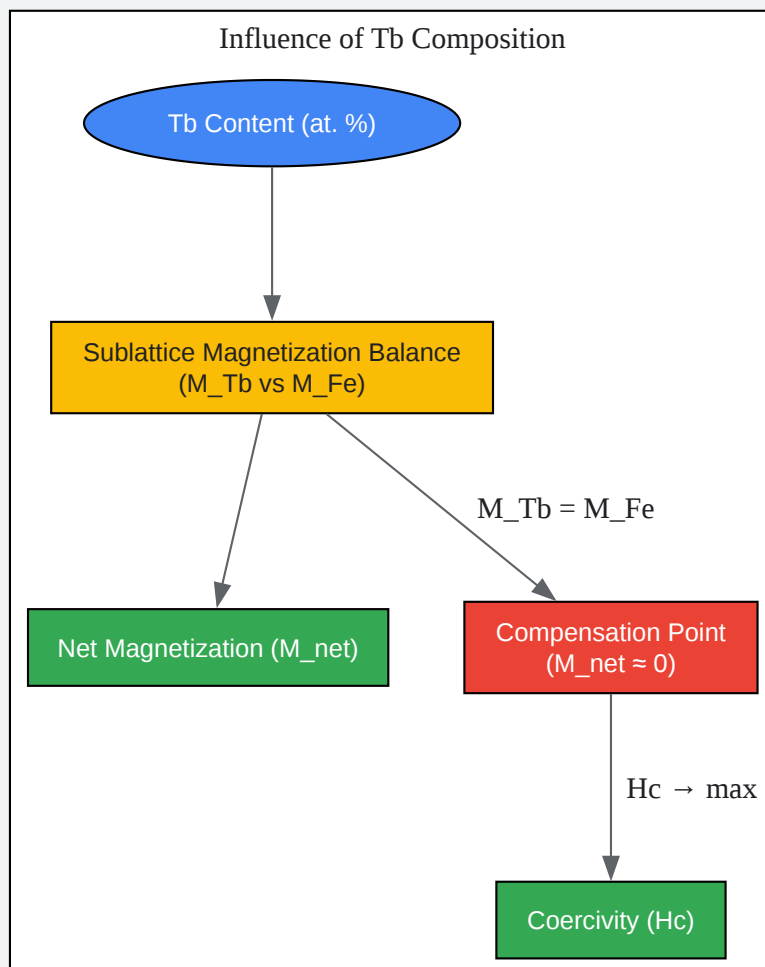 Influence of Tb Composition
Tb Content (at. %)
Sublattice Magnetization Balance
(M_Tb vs M_Fe)
M_Tb = M_Fe
Net Magnetization (M_net)
Compensation Point
(M_net ≈ 0)
Hc → max
Coercivity (Hc)